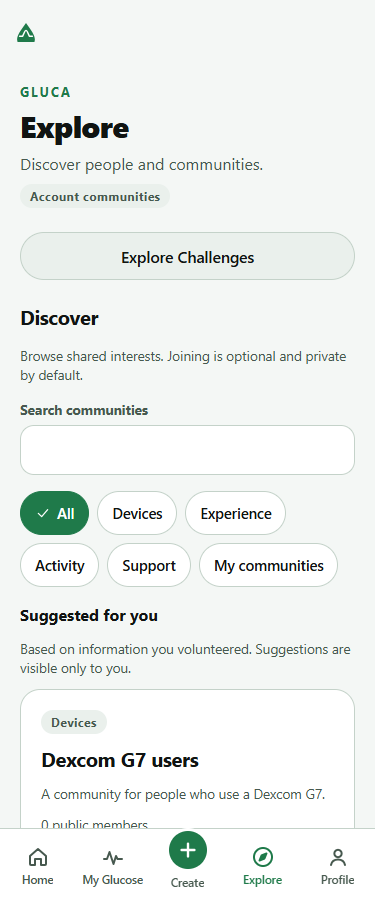 GLUCA
Explore
Discover people and communities.
Account communities
Explore Challenges
Discover
Browse shared interests. Joining is optional and private
by default.
Search communities
All
Devices
Experience
Activity
Support
My communities
Suggested for you
Based on information you volunteered. Suggestions are
visible only to you.
Devices
Dexcom G7 users
A community for people who use a Dexcom G7.
0 public members
Home
My Glucose
Create
Explore
Profile